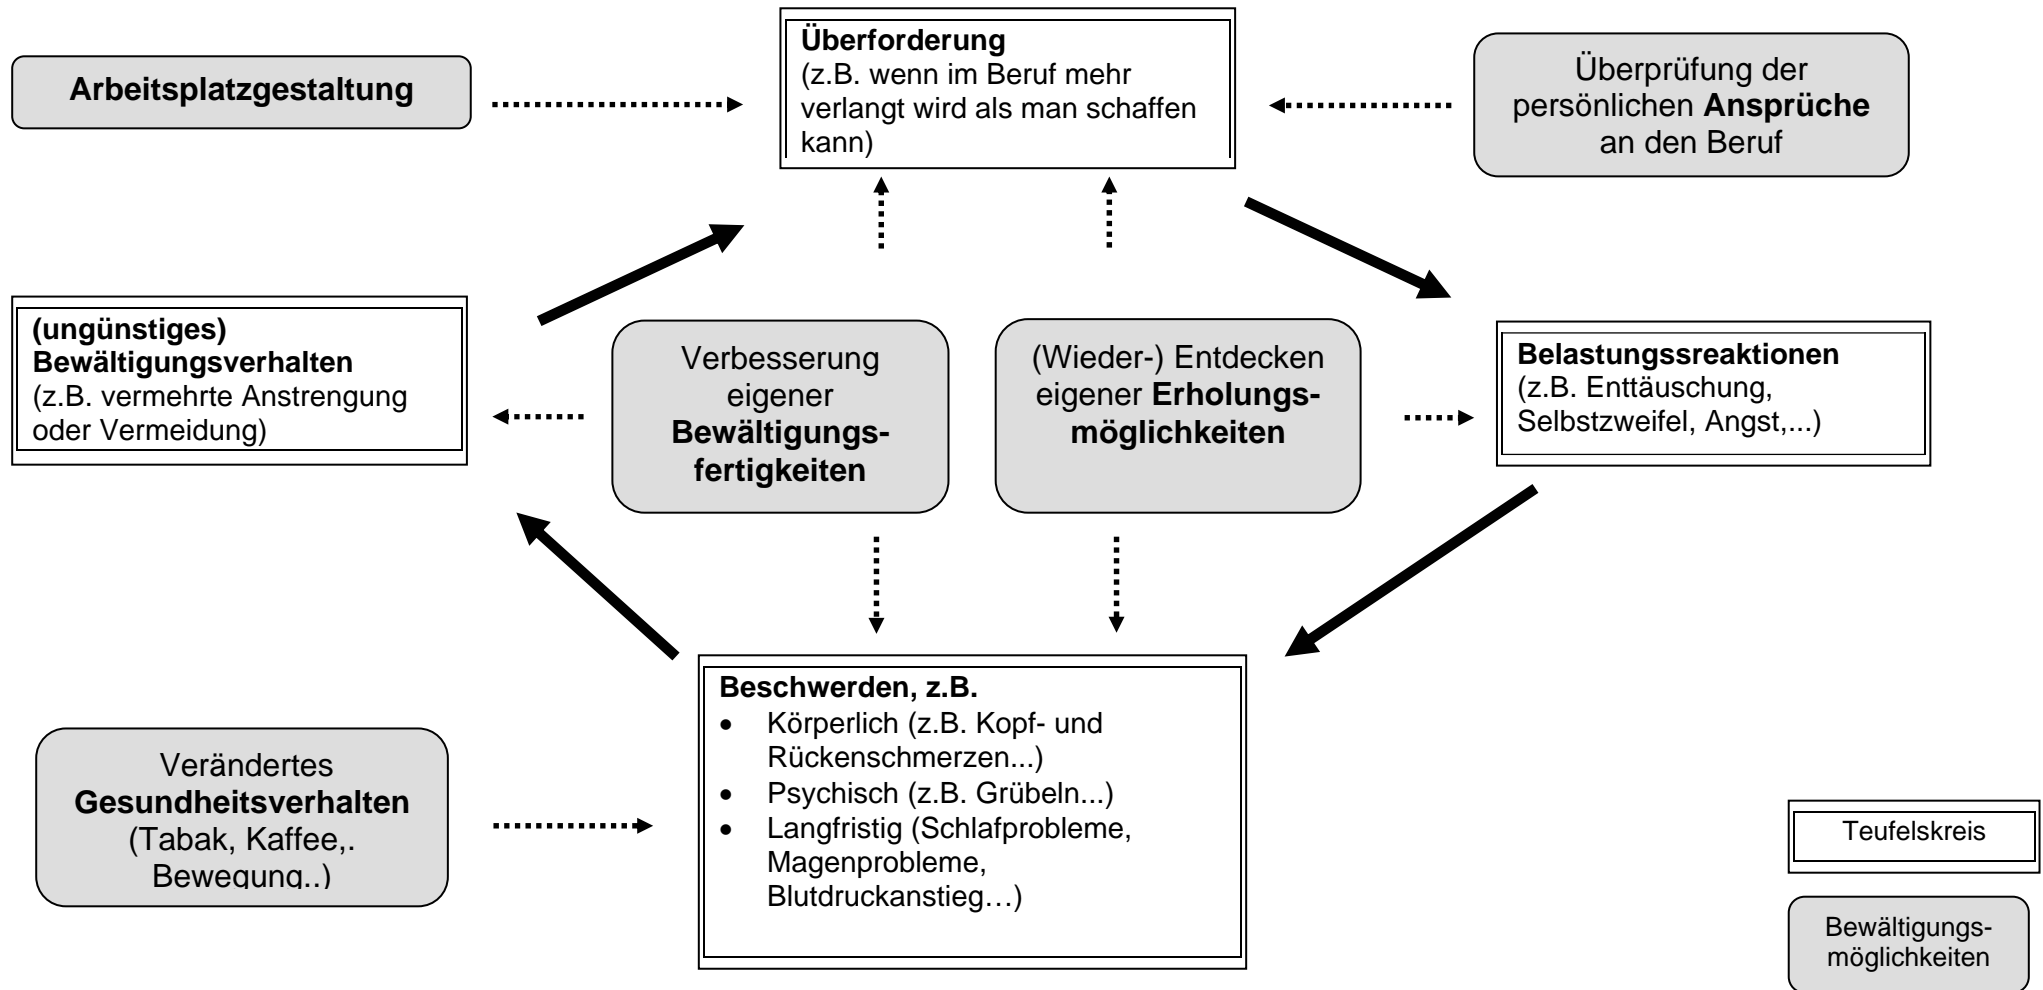 Arbeitsplatzgestaltung
Überforderung
(z.B. wenn im Beruf mehr
verlangt wird als man schaffen
kann)
Überprüfung der
persönlichen Ansprüche
an den Beruf
(ungünstiges)
Bewältigungsverhalten
(z.B. vermehrte Anstrengung
oder Vermeidung)
Verbesserung
eigener
Bewältigungs-
fertigkeiten
(Wieder-) Entdecken
eigener Erholungs-
möglichkeiten
Belastungssreaktionen
(z.B. Enttäuschung,
Selbstzweifel, Angst,...)
Verändertes
Gesundheitsverhalten
(Tabak, Kaffee,.
Bewegung..)
Beschwerden, z.B.
• Körperlich (z.B. Kopf- und
Rückenschmerzen...)
• Psychisch (z.B. Grübeln...)
• Langfristig (Schlafprobleme,
Magenprobleme,
Blutdruckanstieg…)
Teufelskreis
Bewältigungs-
möglichkeiten